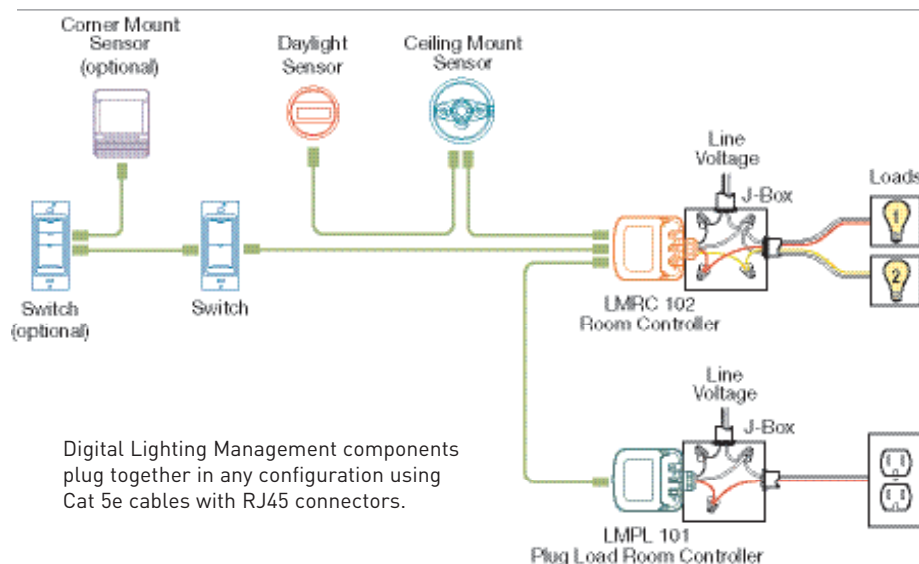 Corner Mount
Sensor
(optional)
Daylight
Sensor
Ceiling Mount
Sensor
Line
Voltage
J-Box
Loads
1
2
Switch
(optional)
Switch
LMRC 102
Room Controller
Line
Voltage
J-Box
Digital Lighting Management components
plug together in any configuration using
Cat 5e cables with RJ45 connectors.
LMPL 101
Plug Load Room Controller